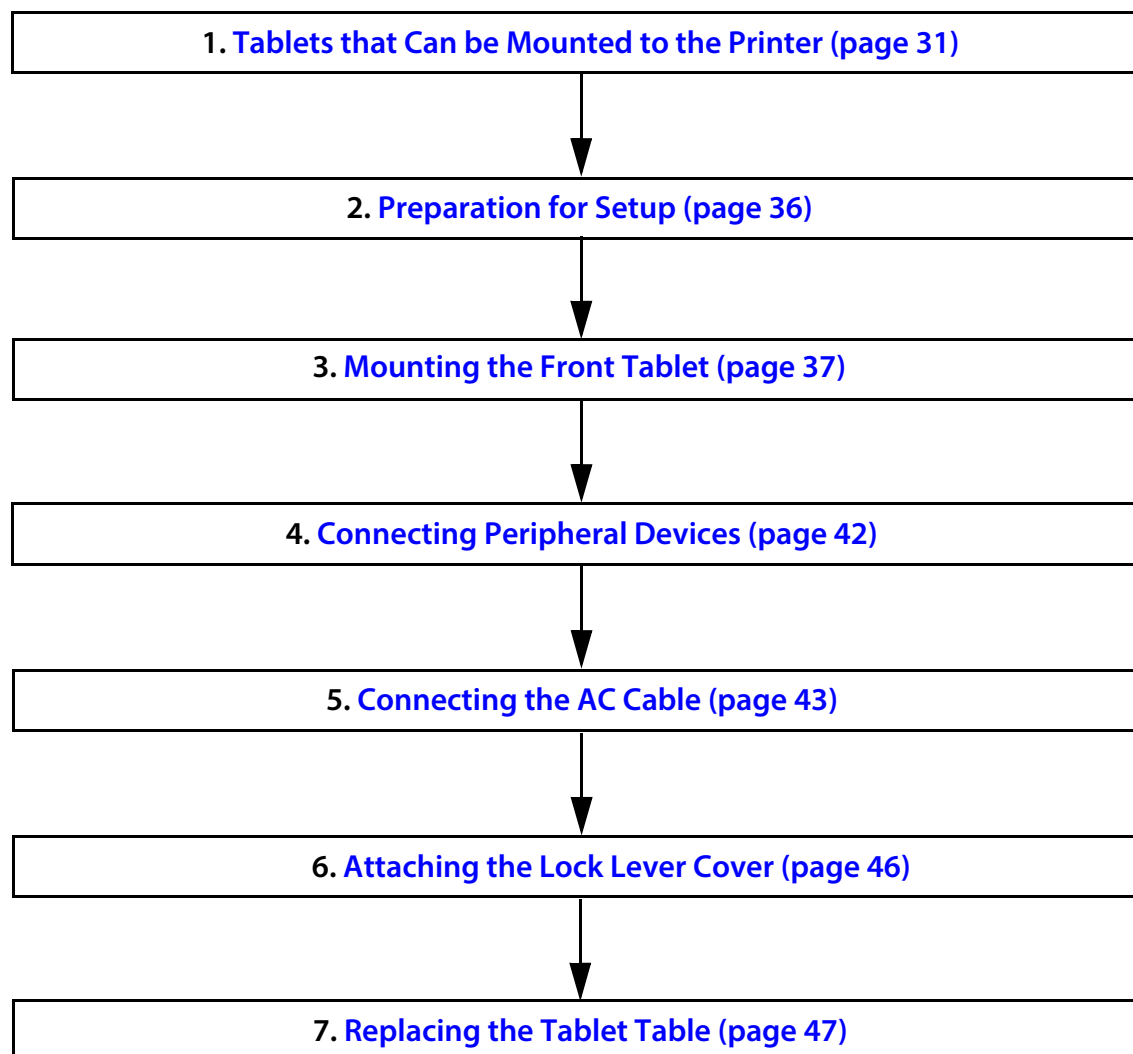 1. Tablets that Can be Mounted to the Printer (page 31)
2. Preparation for Setup (page 36)
3. Mounting the Front Tablet (page 37)
4. Connecting Peripheral Devices (page 42)
5. Connecting the AC Cable (page 43)
6. Attaching the Lock Lever Cover (page 46)
7. Replacing the Tablet Table (page 47)